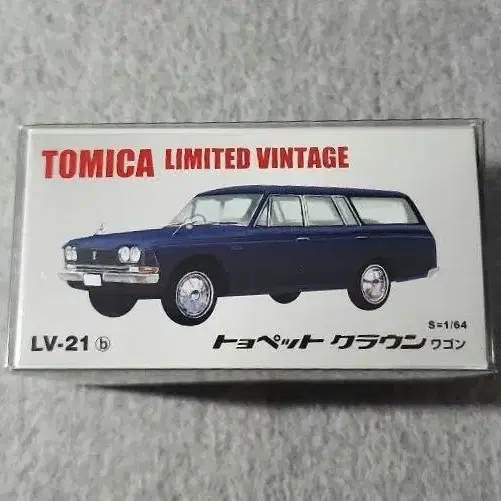 TOMICA LIMITED VINTAGE
S=1/64
LV-21 ⓑ トヨペット クラウン ワゴン